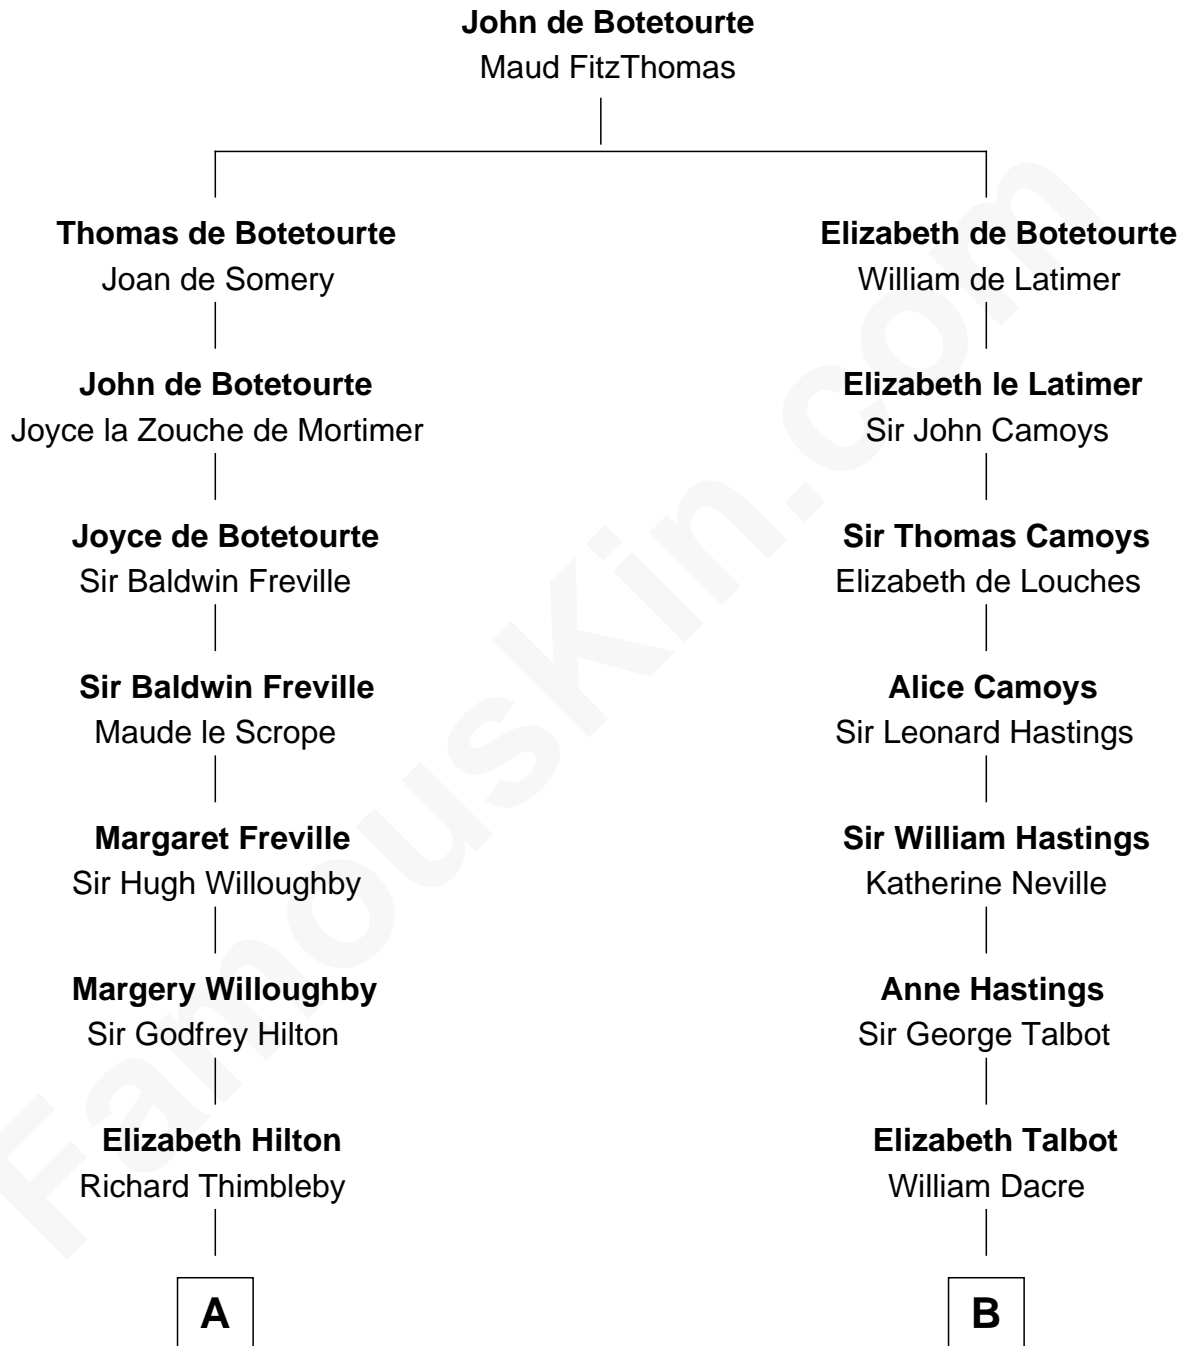 John de Botetourte
Maud FitzThomas
Thomas de Botetourte
Joan de Somery
John de Botetourte
Joyce la Zouche de Mortimer
Joyce de Botetourte
Sir Baldwin Freville
Sir Baldwin Freville
Maude le Scrope
Margaret Freville
Sir Hugh Willoughby
Margery Willoughby
Sir Godfrey Hilton
Elizabeth Hilton
Richard Thimbleby
A
Elizabeth de Botetourte
William de Latimer
Elizabeth le Latimer
Sir John Camoys
Sir Thomas Camoys
Elizabeth de Louches
Alice Camoys
Sir Leonard Hastings
Sir William Hastings
Katherine Neville
Anne Hastings
Sir George Talbot
Elizabeth Talbot
William Dacre
B
FamousKin.com